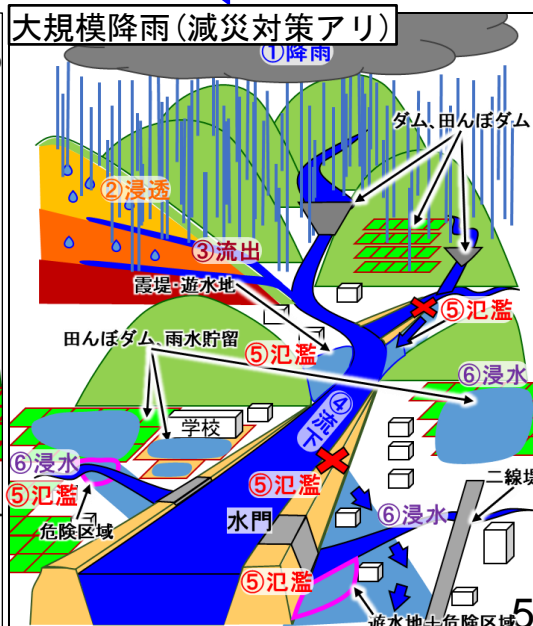 大規模降雨(減災対策アリ)
①降雨
ダム、田んぼダム
②浸透
③流出
霞堤・遊水地
⑤氾濫
田んぼダム、雨水貯留
⑤氾濫
⑥浸水
④流下
学校
⑥浸水
⑤氾濫
⑤氾濫
二線堤
危険区域
水門
⑥浸水
⑤氾濫
遊水地+危険区域
5